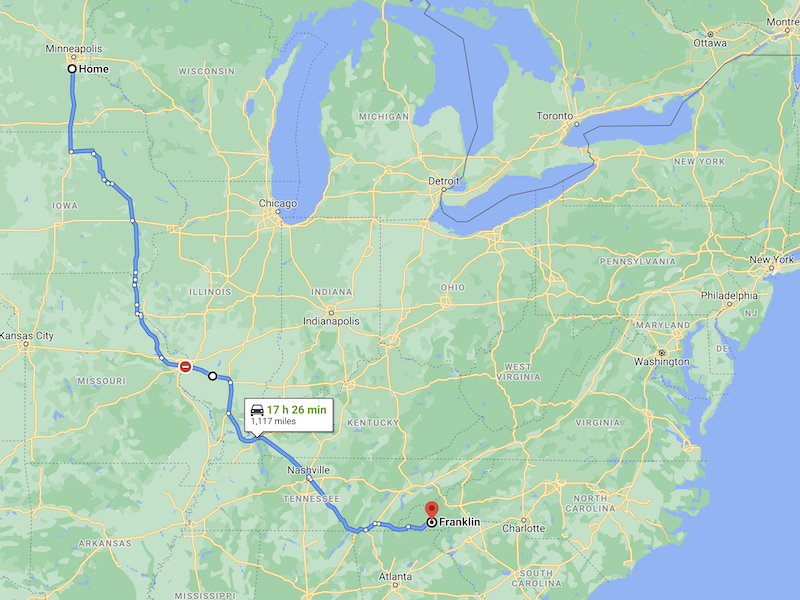 Ottawa
Montre
Minneapolis
Home
WISCONSIN
Toronto
MICHIGAN
NEW YORK
Detroit
IOWA
Chicago
PENNSYLVANIA
New York
ILLINOIS
INDIANA
OHIO
Philadelphia
NJ
Indianapolis
MARYLAND
Kansas City
DE
Washington
WEST
VIRGINIA
MISSOURI
17 h 26 min
1,117 miles
KENTUCKY
VIRGINIA
Nashville
TENNESSEE
NORTH
CAROLINA
Franklin
Charlotte
ARKANSAS
Atlanta
SOUTH
CAROLINA
MISSISSIPPI